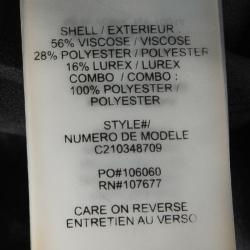 SHELL / EXTERIEUR
56% VISCOSE / VISCOSE
28% POLYESTER / POLYESTER
16% LUREX / LUREX
COMBO / COMBO :
100% POLYESTER /
POLYESTER
STYLE#/
NUMERO DE MODELE
C210348709
PO#106060
RN#107677
CARE ON REVERSE
ENTRETIEN AU VERSO